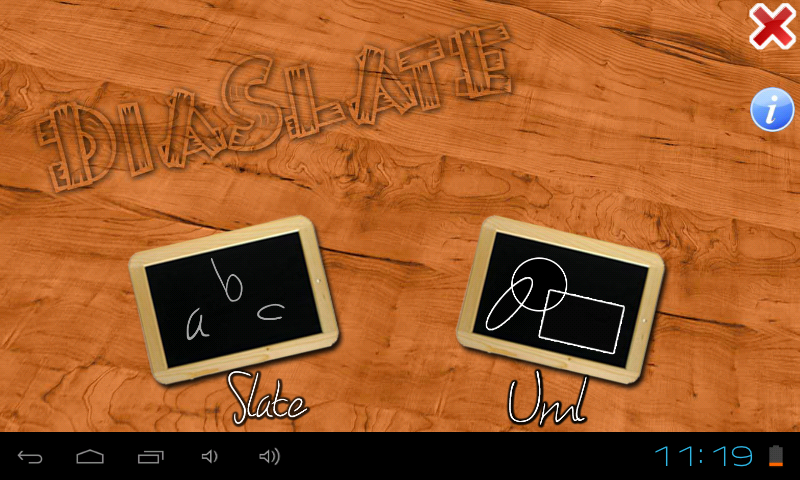 DIASLATE
i
b
a c
Slate
Uml
11:19